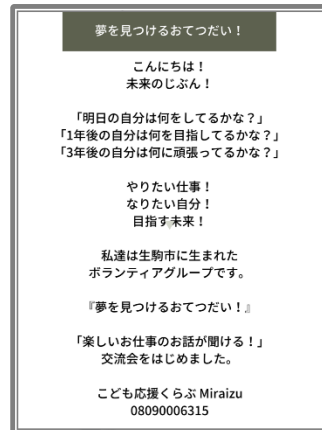 夢を見つけるおてつだい！
こんにちは！
未来のじぶん！
「明日の自分は何をしてるかな？」
「1年後の自分は何を目指してるかな？」
「3年後の自分は何に頑張ってるかな？」
やりたい仕事！
なりたい自分！
目指す未来！
私達は生駒市に生まれた
ボランティアグループです。
『夢を見つけるおてつだい！』
「楽しいお仕事のお話が聞ける！」
交流会をはじめました。
こども応援くらぶ Miraizu
08090006315